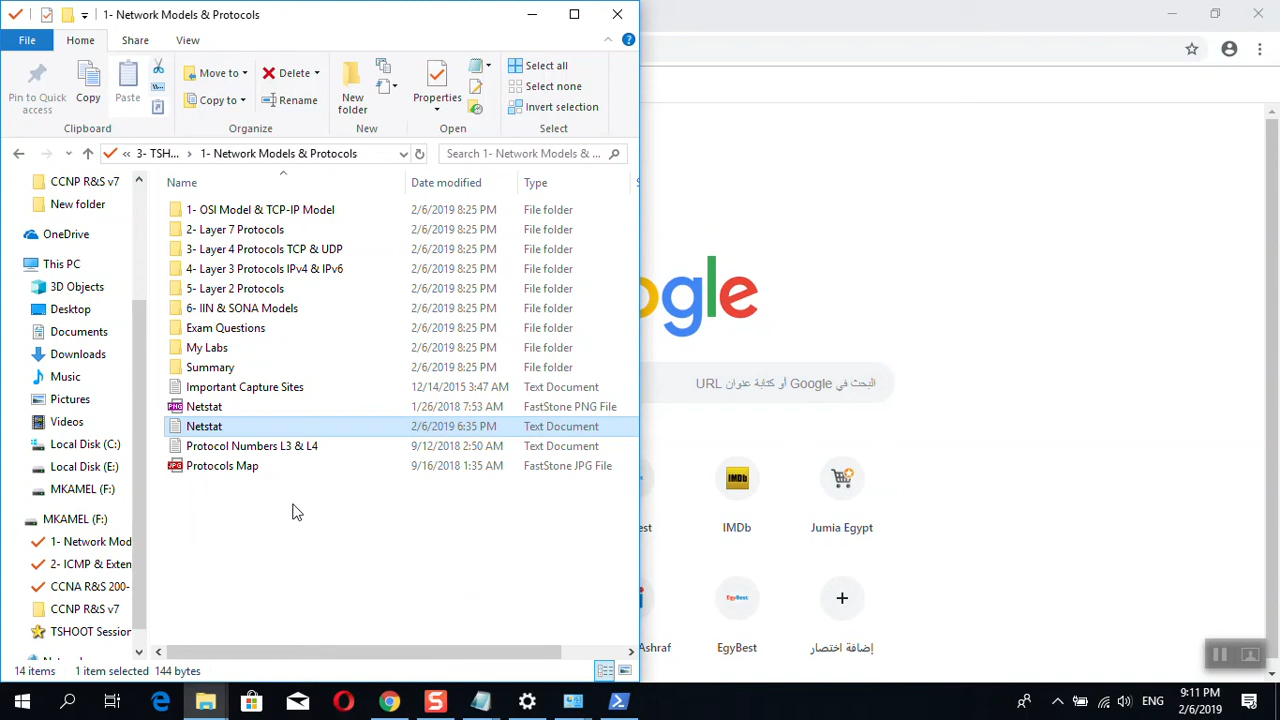 1- Network Models & Protocols
File
Home
Share
View
Pin to Quick access
Copy
Paste
Clipboard
Move to
Copy to
Delete
Rename
Organize
New folder
New
Properties
Open
Select all
Select none
Invert selection
Select
« 3- TSH... › 1- Network Models & Protocols
Search 1- Network Models & ...
Name
Date modified
Type
CCNP R&S v7
New folder
OneDrive
This PC
3D Objects
Desktop
Documents
Downloads
Music
Pictures
Videos
Local Disk (C:)
Local Disk (E:)
MKAMEL (F:)
MKAMEL (F:)
1- Network Mod
2- ICMP & Exten
CCNA R&S 200-
CCNP R&S v7
TSHOOT Session
1- OSI Model & TCP-IP Model 2/6/2019 8:25 PM File folder
2- Layer 7 Protocols 2/6/2019 8:25 PM File folder
3- Layer 4 Protocols TCP & UDP 2/6/2019 8:25 PM File folder
4- Layer 3 Protocols IPv4 & IPv6 2/6/2019 8:25 PM File folder
5- Layer 2 Protocols 2/6/2019 8:25 PM File folder
6- IIN & SONA Models 2/6/2019 8:25 PM File folder
Exam Questions 2/6/2019 8:25 PM File folder
My Labs 2/6/2019 8:25 PM File folder
Summary 2/6/2019 8:25 PM File folder
Important Capture Sites 12/14/2015 3:47 AM Text Document
PNG Netstat 1/26/2018 7:53 AM FastStone PNG File
Netstat 2/6/2019 6:35 PM Text Document
Protocol Numbers L3 & L4 9/12/2018 2:50 AM Text Document
JPG Protocols Map 9/16/2018 1:35 AM FastStone JPG File
14 items 1 item selected 144 bytes
ogle
البحث في Google أو كتابة عنوان URL
est
IMDb
IMDb
Jumia Egypt
Ashraf
EgyBest
EgyBest
إضافة اختصار
ENG
9:11 PM
2/6/2019